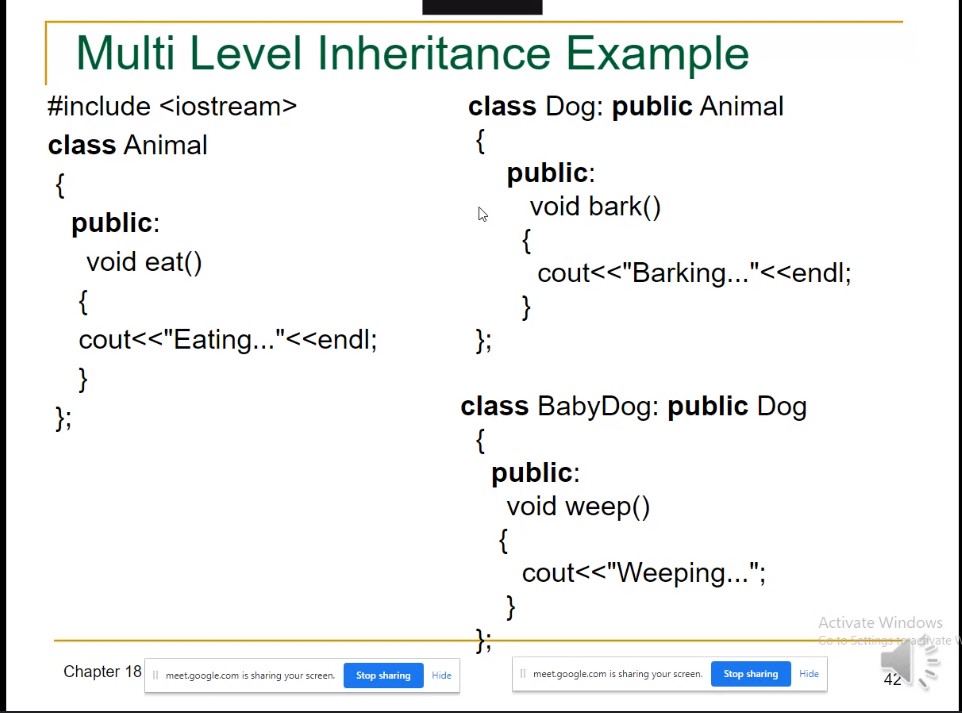 Multi Level Inheritance Example
#include <iostream>
class Animal
{
public:
void eat()
{
cout<<"Eating..."<<endl;
}
};
class Dog: public Animal
{
public:
void bark()
{
cout<<"Barking..."<<endl;
}
};
class BabyDog: public Dog
{
public:
void weep()
{
cout<<"Weeping...";
}
};
Activate Windows
Go to Settings to activate W
Chapter 18
meet.google.com is sharing your screen. Stop sharing Hide
meet.google.com is sharing your screen. Stop sharing Hide
42